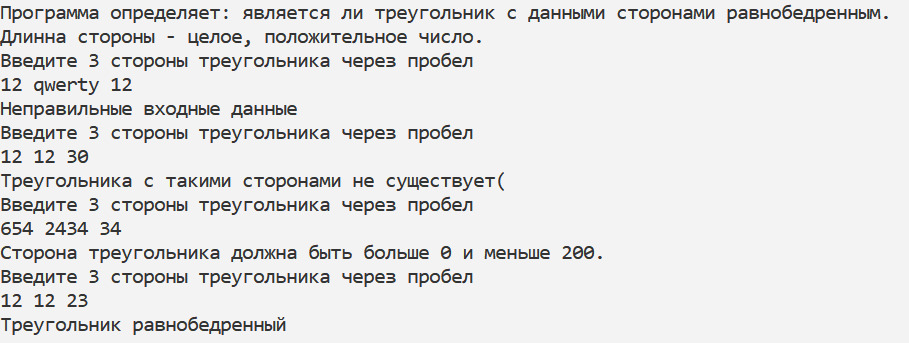 Программа определяет: является ли треугольник с данными сторонами равнобедренным.
Длинна стороны - целое, положительное число.
Введите 3 стороны треугольника через пробел
12 qwerty 12
Неправильные входные данные
Введите 3 стороны треугольника через пробел
12 12 30
Треугольника с такими сторонами не существует(
Введите 3 стороны треугольника через пробел
654 2434 34
Сторона треугольника должна быть больше 0 и меньше 200.
Введите 3 стороны треугольника через пробел
12 12 23
Треугольник равнобедренный